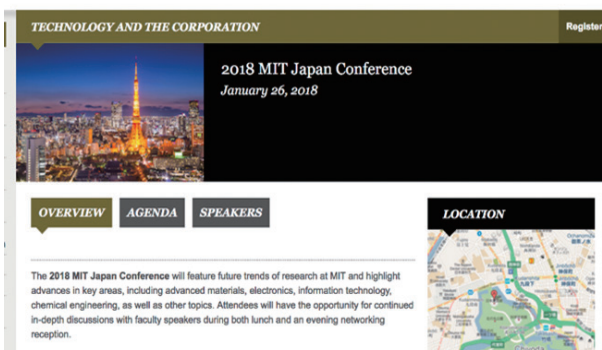 TECHNOLOGY AND THE CORPORATION
Register
2018 MIT Japan Conference
January 26, 2018
OVERVIEW
AGENDA
SPEAKERS
LOCATION
The 2018 MIT Japan Conference will feature future trends of research at MIT and highlight
advances in key areas, including advanced materials, electronics, information technology,
chemical engineering, as well as other topics. Attendees will have the opportunity for continued
in-depth discussions with faculty speakers during both lunch and an evening networking
reception.